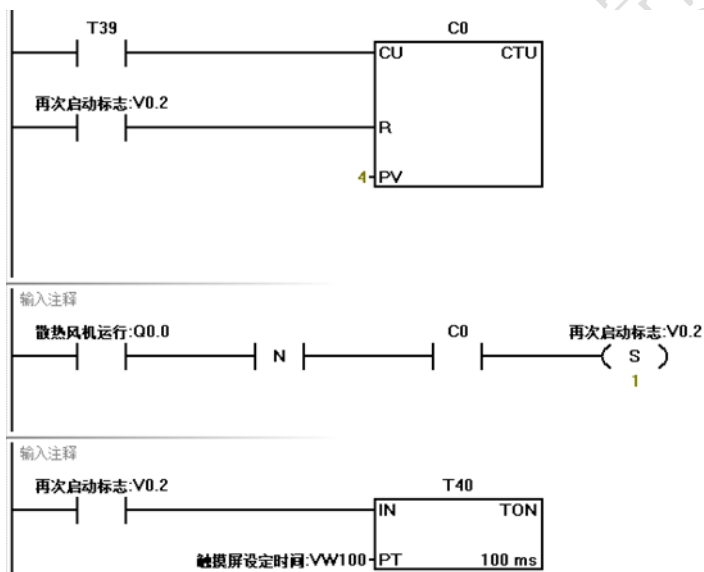 T39
C0
CU CTU
再次启动标志:V0.2
R
4 PV
输入注释
散热风机运行:Q0.0
N
C0
再次启动标志:V0.2
S
1
输入注释
再次启动标志:V0.2
T40
IN TON
触摸屏设定时间:VW100 PT 100 ms